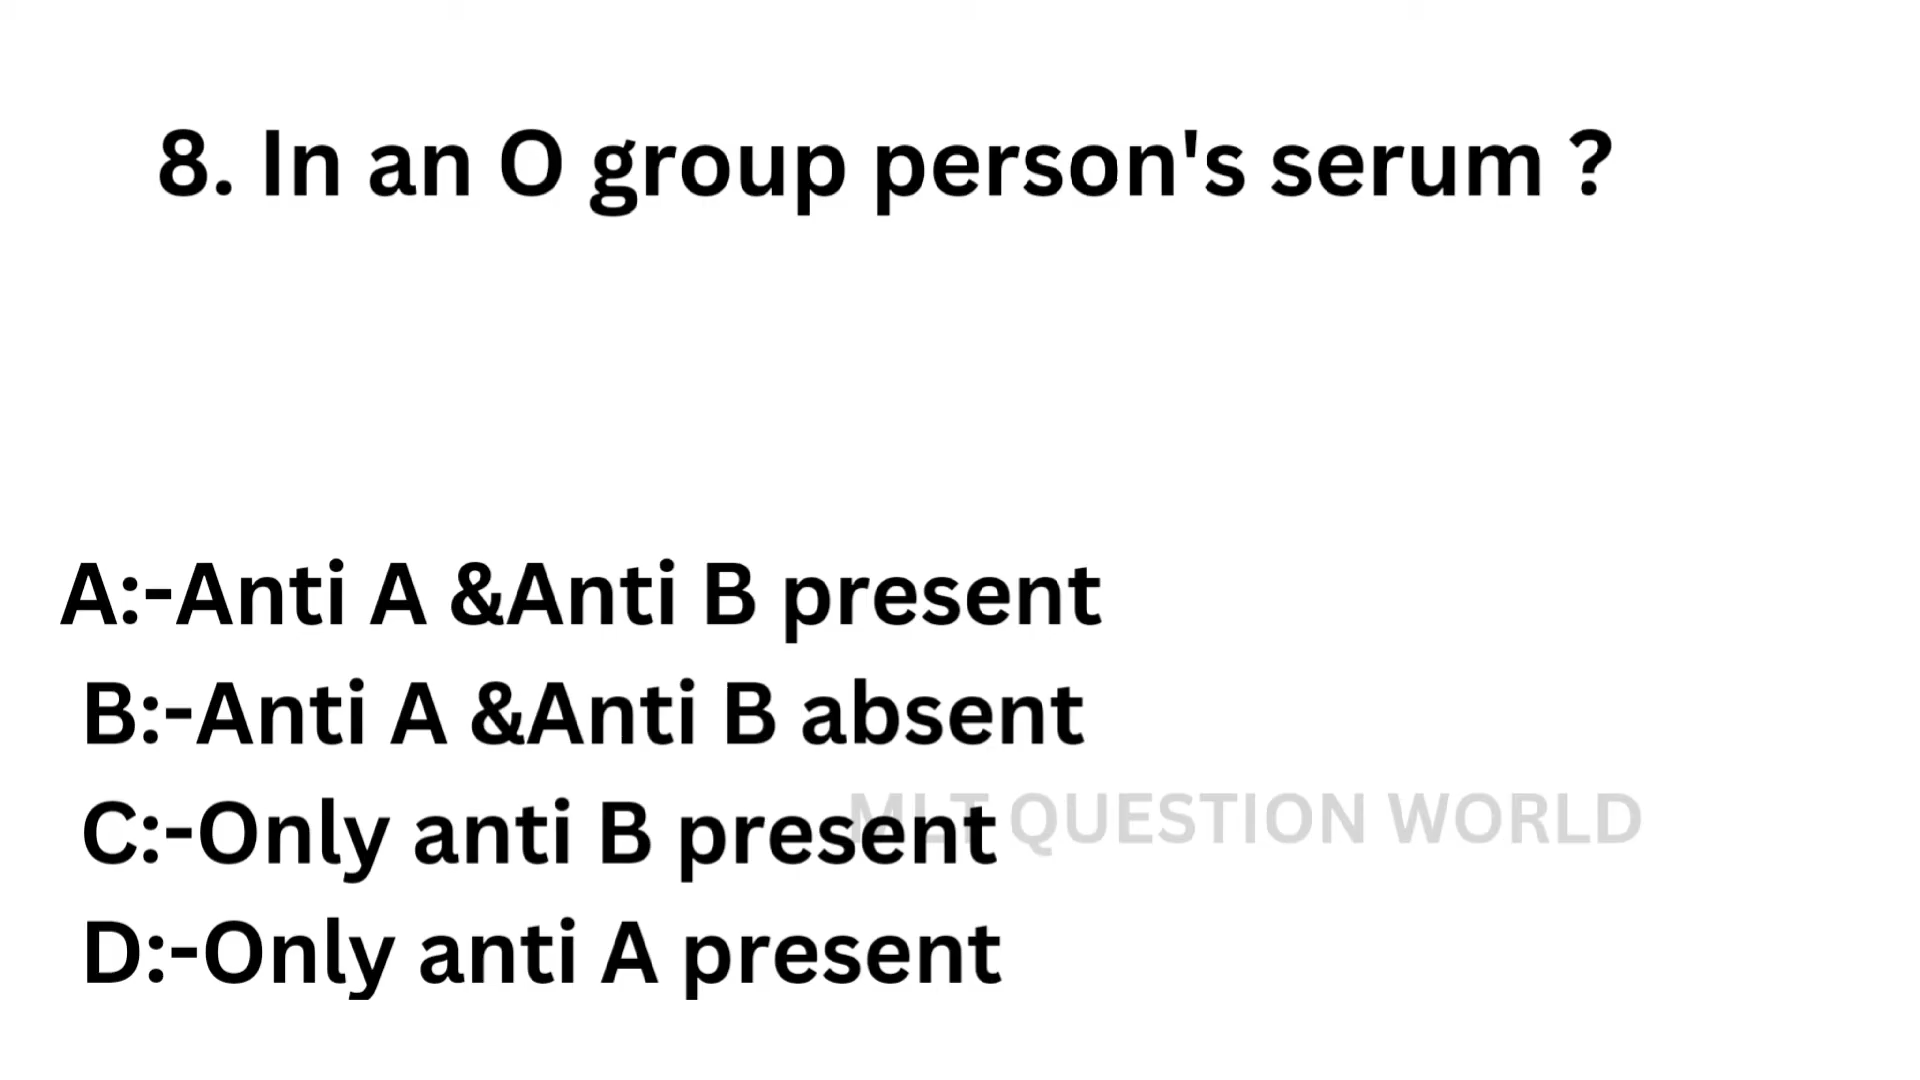 8. In an O group person's serum ?
A:-Anti A &Anti B present
B:-Anti A &Anti B absent
C:-Only anti B present
MLT QUESTION WORLD
D:-Only anti A present